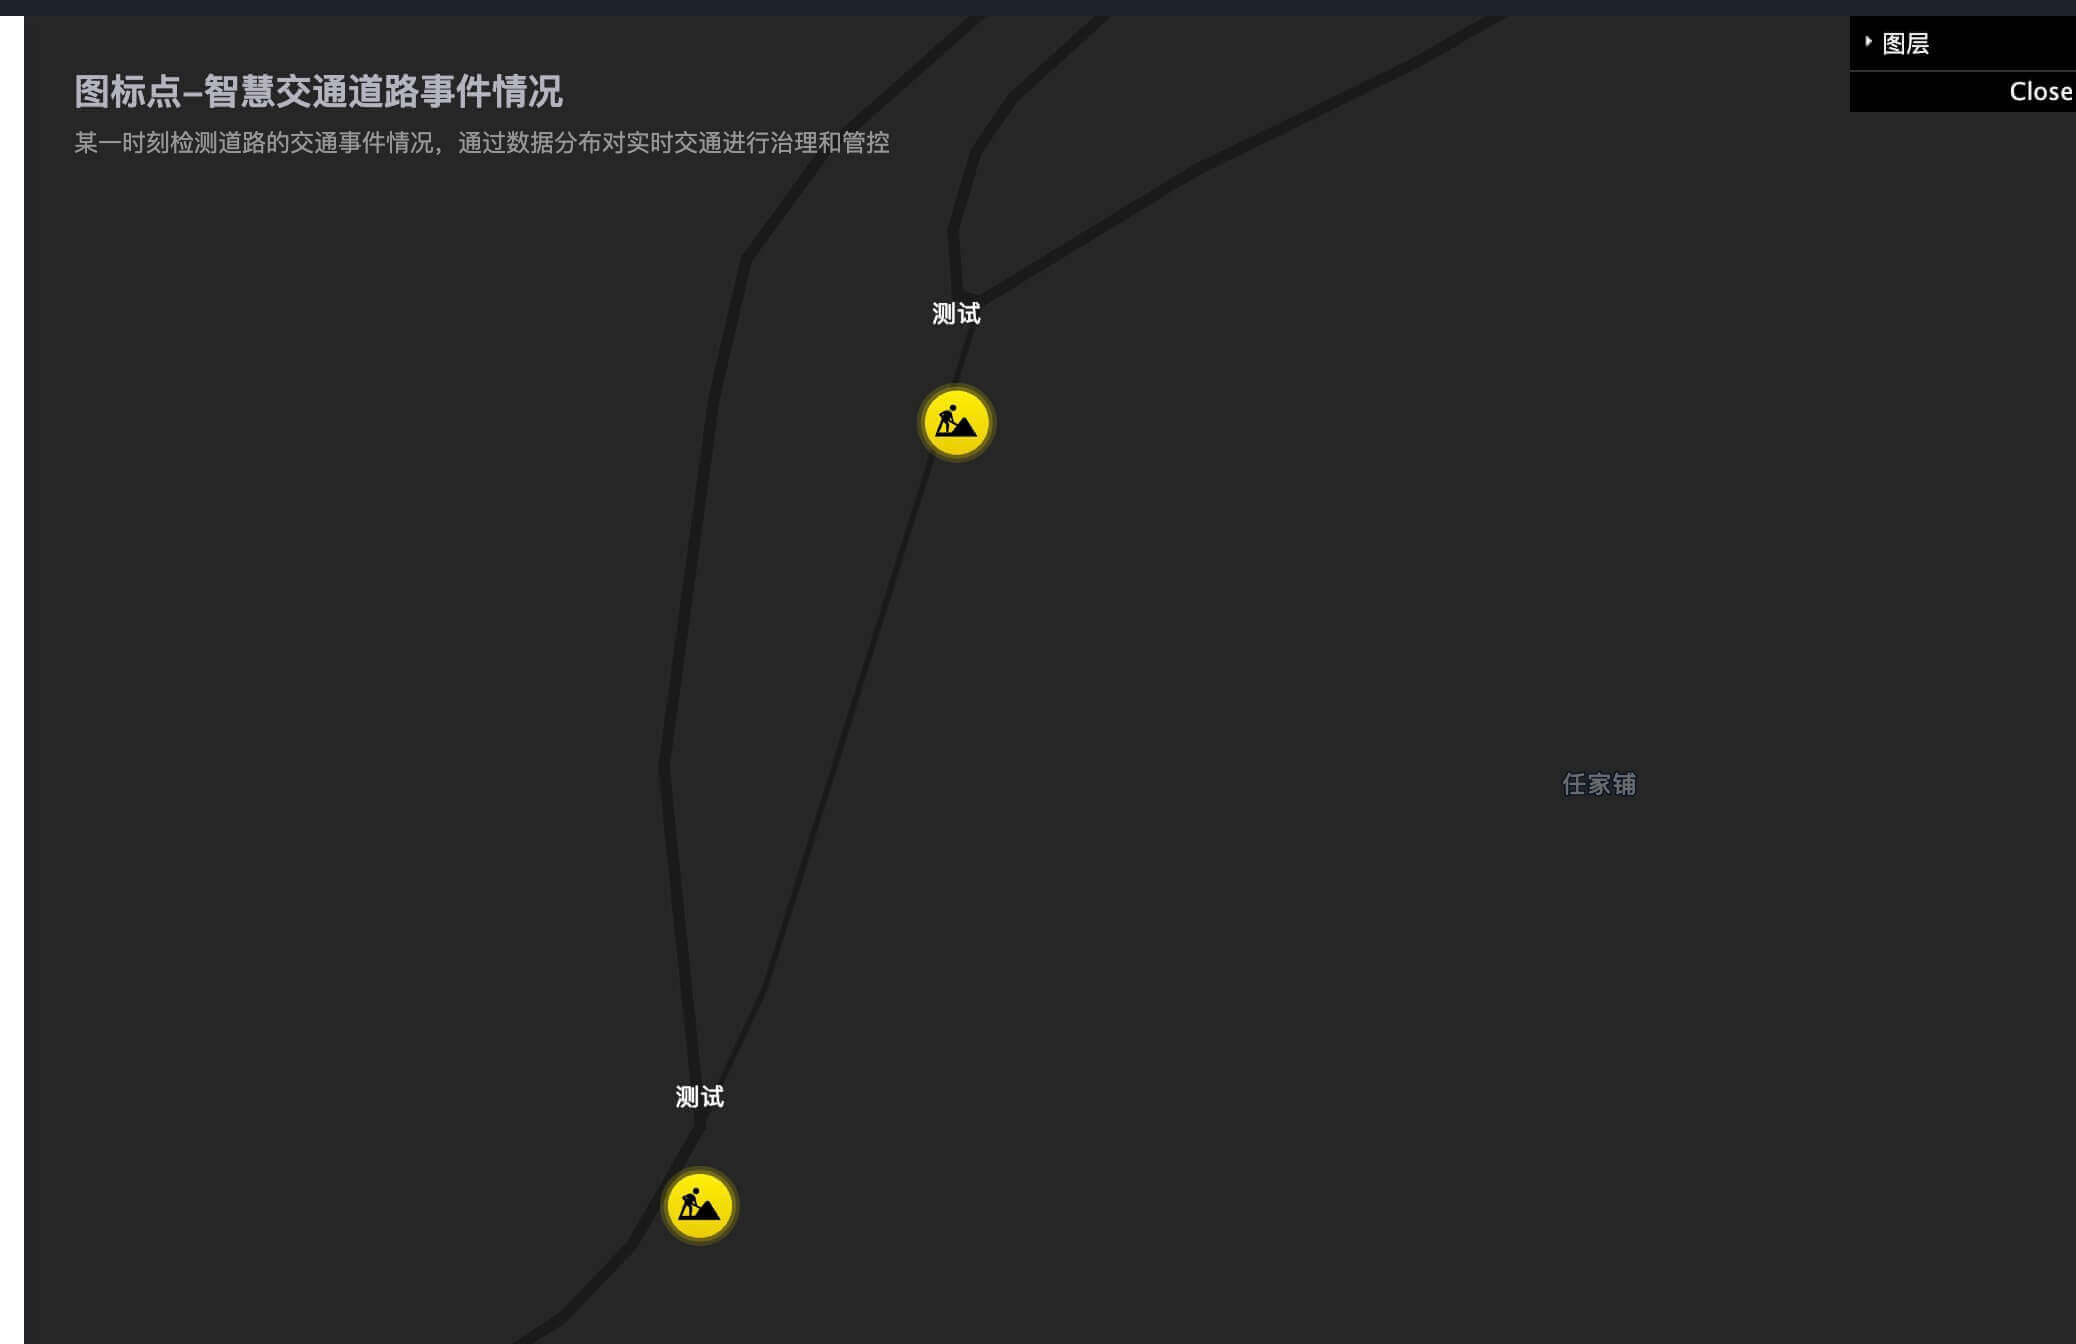 图标点–智慧交通道路事件情况
某一时刻检测道路的交通事件情况，通过数据分布对实时交通进行治理和管控
图层
Close
测试
任家铺
测试